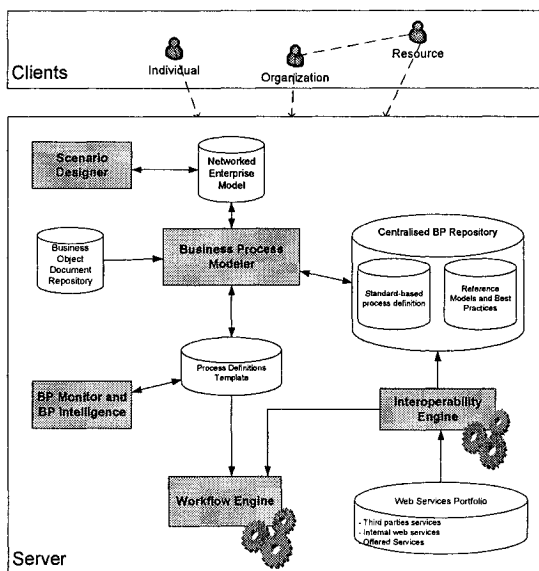 Clients
Individual
Organization
Resource
Scenario
Designer
Networked
Enterprise
Model
Business
Object
Document
Repository
Business Process
Modeler
Centralised BP Repository
Standard-based
process definition
Reference
Models and Best
Practices
Process Definitions
Template
BP Monitor and
BP Intelligence
Interoperability
Engine
Workflow Engine
Web Services Portfolio
- Third parties services
- Internal web services
- Offered Services
Server